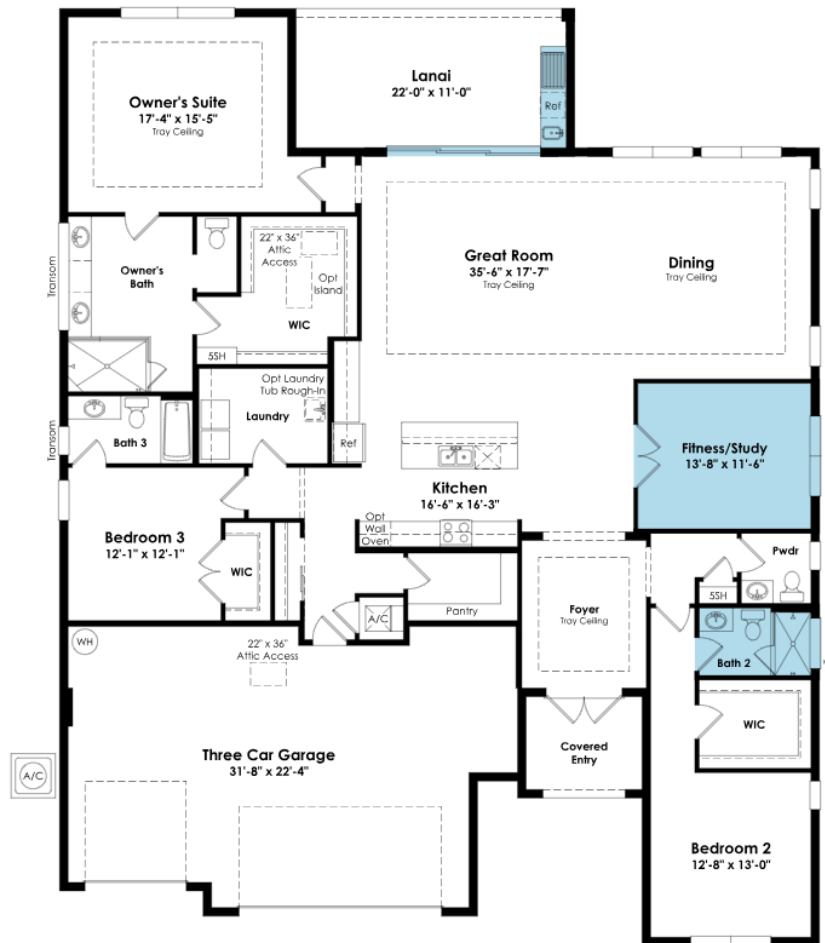 Lanai
22'-0" x 11'-0"
Ref
Owner's Suite
17'-4" x 15'-5"
Tray Ceiling
22" x 36"
Attic
Access
Opt
Island
WIC
5SH
Owner's
Bath
Transom
Great Room
35'-6" x 17'-7"
Tray Ceiling
Dining
Tray Ceiling
Opt Laundry
Tub Rough-In
Laundry
Ref
Bath 3
Transom
Fitness/Study
13'-8" x 11'-6"
Kitchen
16'-6" x 16'-3"
Opt
Wall
Oven
Bedroom 3
12'-1" x 12'-1"
WIC
Pantry
A/C
Foyer
Tray Ceiling
Pwdr
5SH
Bath 2
WIC
WH
22" x 36"
Attic Access
Three Car Garage
31'-8" x 22'-4"
A/C
Covered
Entry
Bedroom 2
12'-8" x 13'-0"